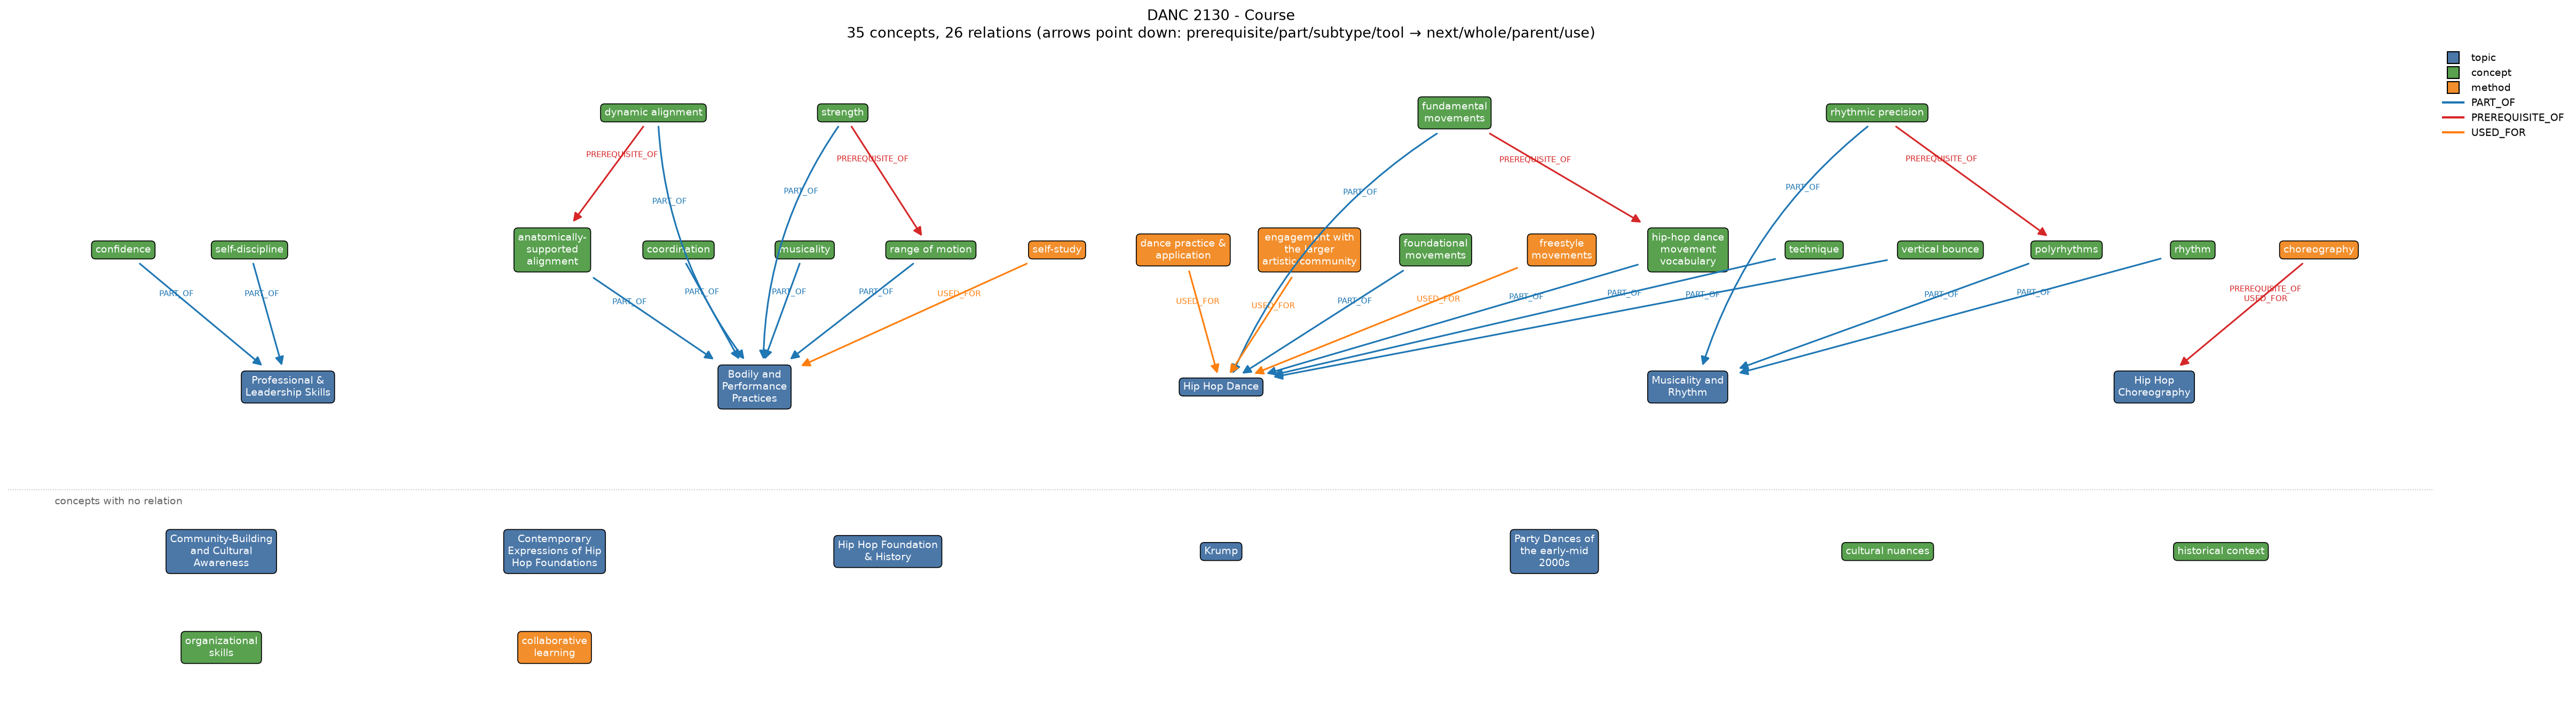 DANC 2130 - Course
35 concepts, 26 relations (arrows point down: prerequisite/part/subtype/tool → next/whole/parent/use)
topic
concept
method
PART_OF
PREREQUISITE_OF
USED_FOR
dynamic alignment
strength
fundamental
movements
rhythmic precision
PREREQUISITE_OF
PREREQUISITE_OF
PREREQUISITE_OF
PREREQUISITE_OF
PART_OF
PART_OF
PART_OF
PART_OF
confidence
self-discipline
anatomically-
supported
alignment
coordination
musicality
range of motion
self-study
dance practice &
application
engagement with
the larger
artistic community
foundational
movements
freestyle
movements
hip-hop dance
movement
vocabulary
technique
vertical bounce
polyrhythms
rhythm
choreography
PART_OF
PART_OF
PART_OF
PART_OF
PART_OF
PART_OF
USED_FOR
USED_FOR
USED_FOR
PART_OF
USED_FOR
PART_OF
PART_OF
PART_OF
PART_OF
PART_OF
PREREQUISITE_OF
USED_FOR
Professional &
Leadership Skills
Bodily and
Performance
Practices
Hip Hop Dance
Musicality and
Rhythm
Hip Hop
Choreography
concepts with no relation
Community-Building
and Cultural
Awareness
Contemporary
Expressions of Hip
Hop Foundations
Hip Hop Foundation
& History
Krump
Party Dances of
the early-mid
2000s
cultural nuances
historical context
organizational
skills
collaborative
learning